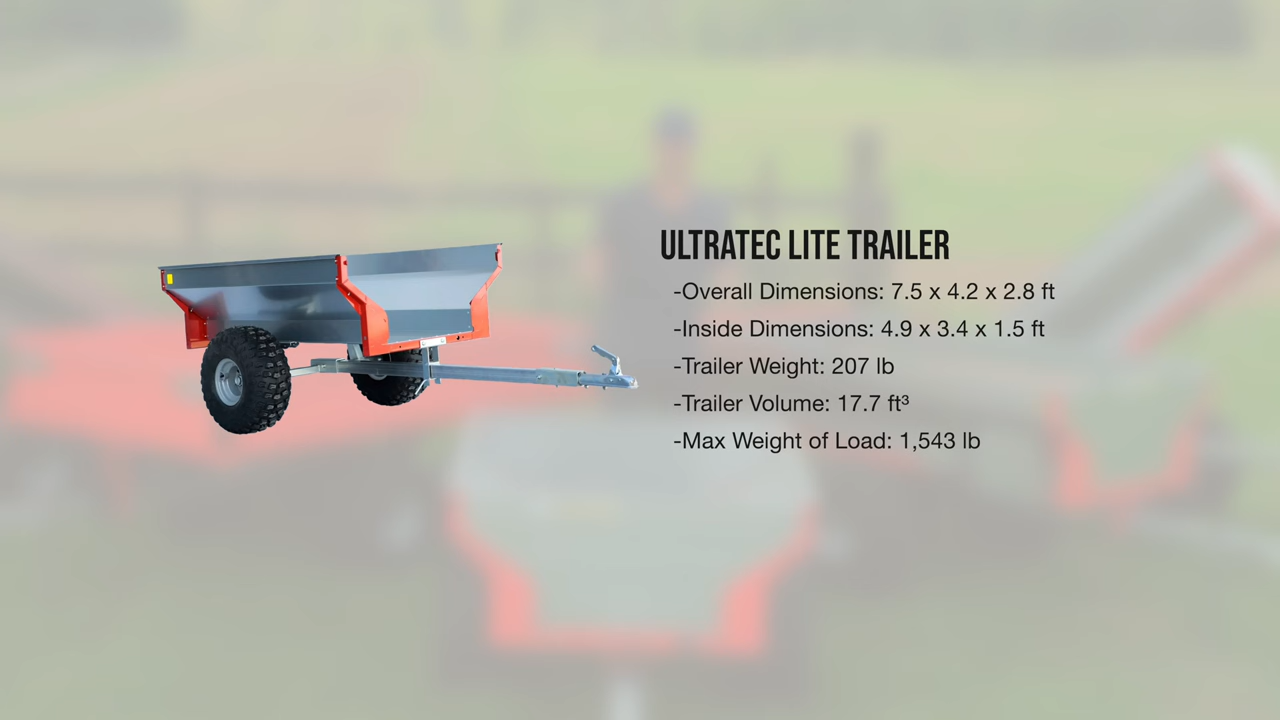 ULTRATEC LITE TRAILER
-Overall Dimensions: 7.5 x 4.2 x 2.8 ft
-Inside Dimensions: 4.9 x 3.4 x 1.5 ft
-Trailer Weight: 207 lb
-Trailer Volume: 17.7 ft³
-Max Weight of Load: 1,543 lb